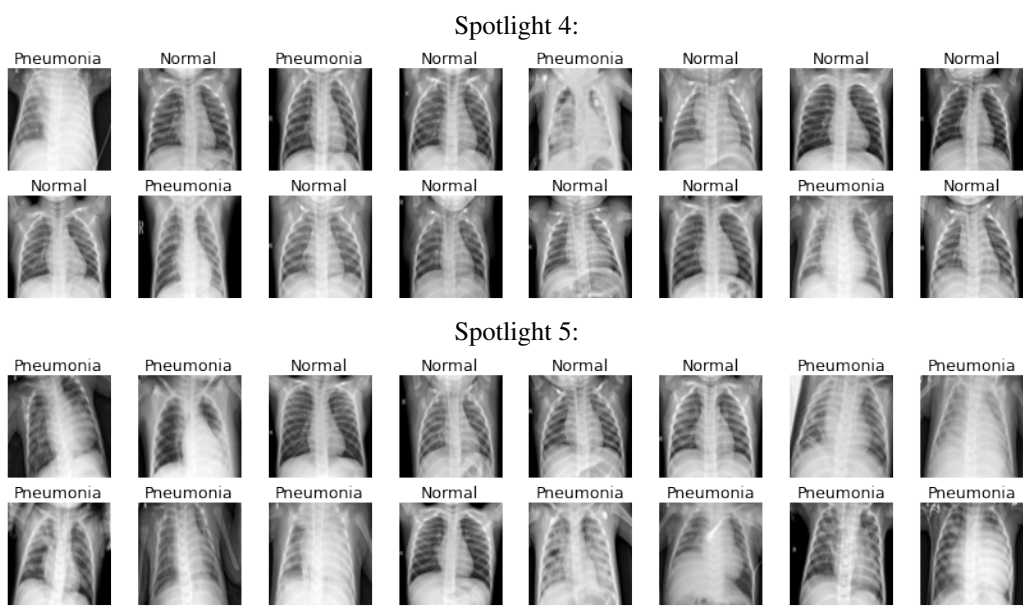 Spotlight 4:
Pneumonia Normal Pneumonia Normal Pneumonia Normal Normal Normal
Normal Pneumonia Normal Normal Normal Normal Pneumonia Normal
Spotlight 5:
Pneumonia Pneumonia Normal Normal Normal Normal Pneumonia Pneumonia
Pneumonia Pneumonia Pneumonia Normal Pneumonia Pneumonia Pneumonia Pneumonia